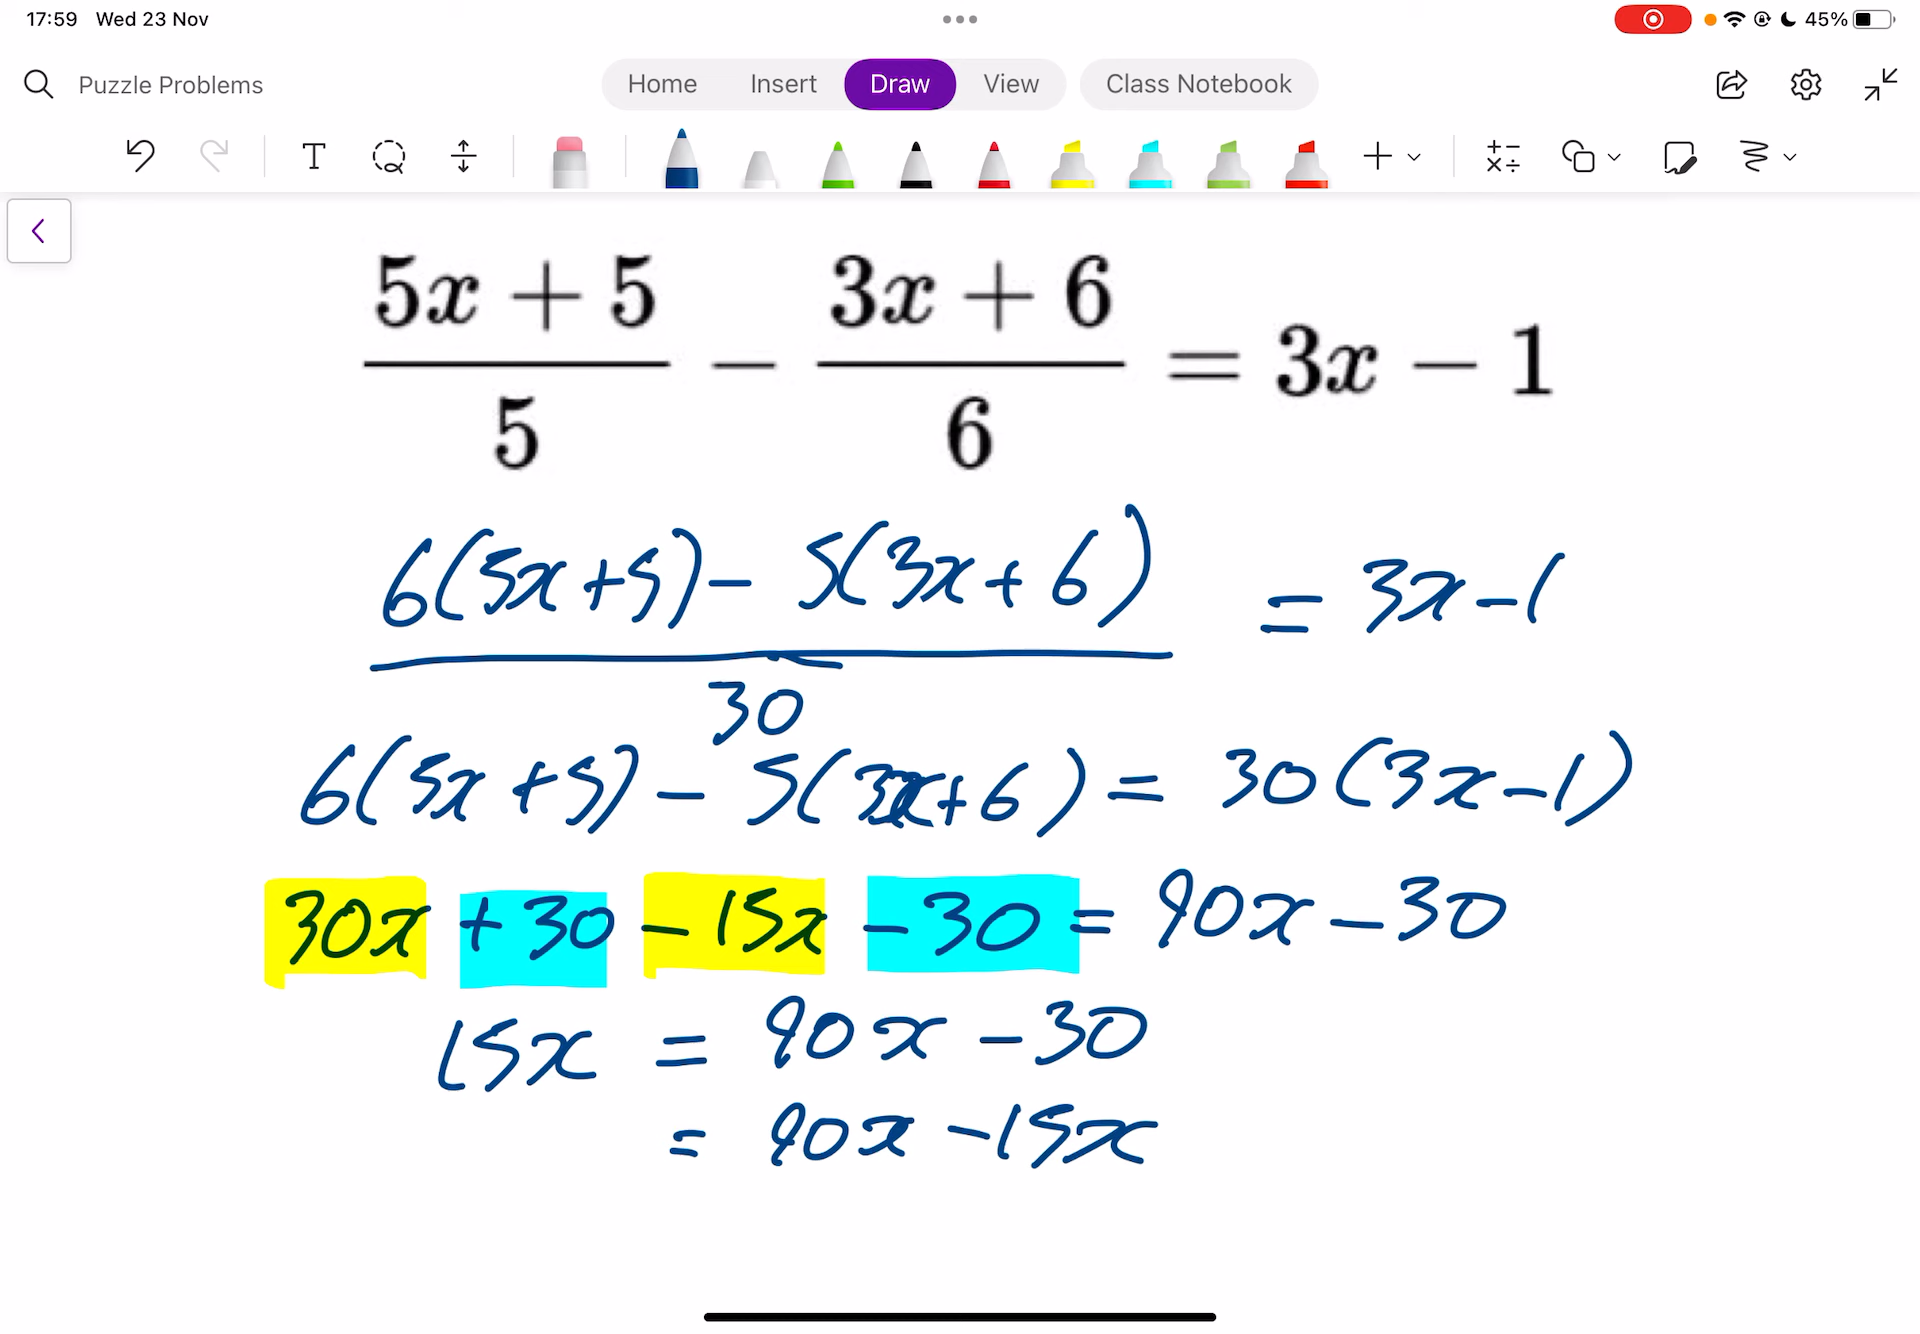 17:59 Wed 23 Nov 45%
Puzzle Problems Home Insert Draw View Class Notebook
T
5x + 5 / 5 − 3x + 6 / 6 = 3x − 1
6(5x+5) − 5(3x+6) / 30 = 3x−1
6(5x+5) − 5(3x+6) = 30(3x−1)
30x + 30 − 15x − 30 = 90x − 30
15x = 90x − 30
= 90x − 15x